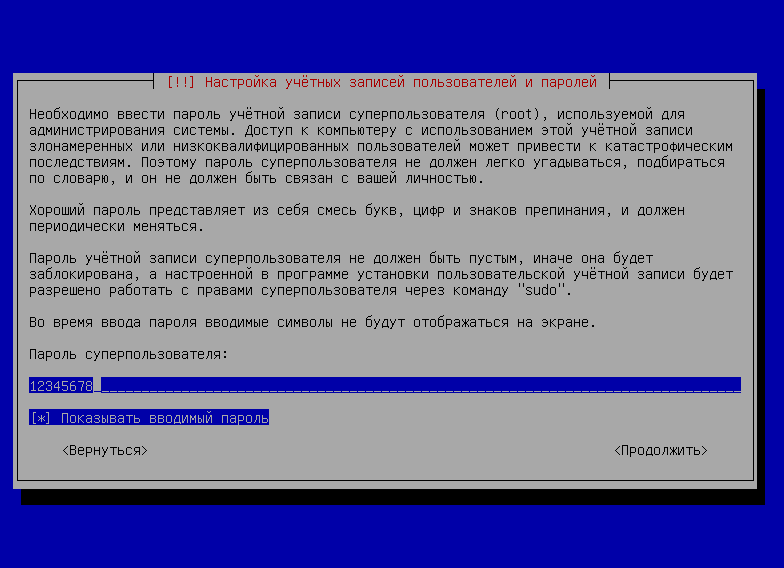 [!!] Настройка учётных записей пользователей и паролей
Необходимо ввести пароль учётной записи суперпользователя (root), используемой для
администрирования системы. Доступ к компьютеру с использованием этой учётной записи
злонамеренных или низкоквалифицированных пользователей может привести к катастрофическим
последствиям. Поэтому пароль суперпользователя не должен легко угадываться, подбираться
по словарю, и он не должен быть связан с вашей личностью.
Хороший пароль представляет из себя смесь букв, цифр и знаков препинания, и должен
периодически меняться.
Пароль учётной записи суперпользователя не должен быть пустым, иначе она будет
заблокирована, а настроенной в программе установки пользовательской учётной записи будет
разрешено работать с правами суперпользователя через команду "sudo".
Во время ввода пароля вводимые символы не будут отображаться на экране.
Пароль суперпользователя:
12345678
[*] Показывать вводимый пароль
<Вернуться> <Продолжить>